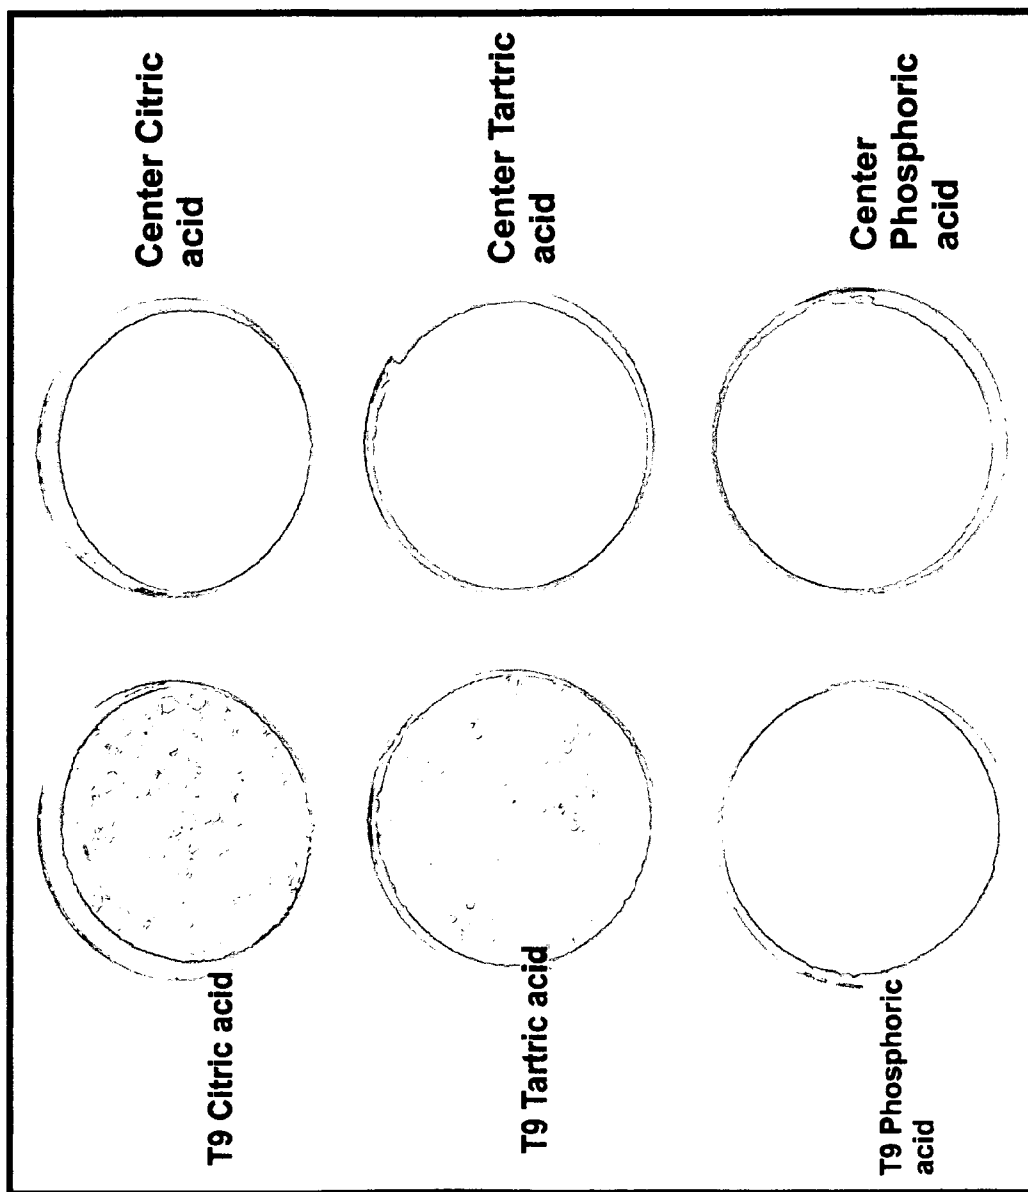 T9 Citric acid
Center Citric
acid
T9 Tartric acid
Center Tartric
acid
T9 Phosphoric
acid
Center
Phosphoric
acid